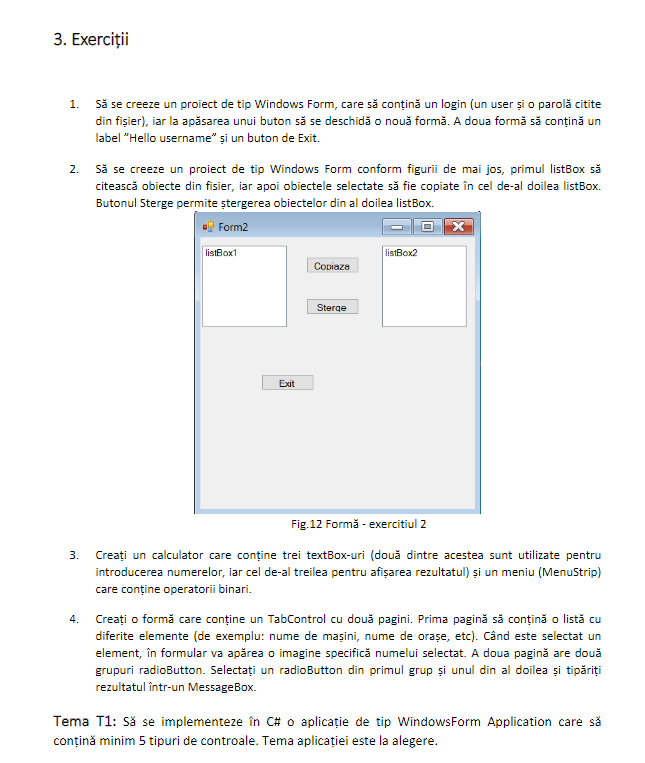 3. Exerciții
1. Să se creeze un proiect de tip Windows Form, care să conțină un login (un user și o parolă citite
din fișier), iar la apăsarea unui buton să se deschidă o nouă formă. A doua formă să conțină un
label ”Hello username” și un buton de Exit.
2. Să se creeze un proiect de tip Windows Form conform figurii de mai jos, primul listBox să
citească obiecte din fisier, iar apoi obiectele selectate să fie copiate în cel de-al doilea listBox.
Butonul Sterge permite ștergerea obiectelor din al doilea listBox.
Form2
listBox1
Copiaza
listBox2
Sterge
Exit
Fig.12 Formă - exercitiul 2
3. Creați un calculator care conține trei textBox-uri (două dintre acestea sunt utilizate pentru
introducerea numerelor, iar cel de-al treilea pentru afișarea rezultatul) și un meniu (MenuStrip)
care conține operatorii binari.
4. Creați o formă care conține un TabControl cu două pagini. Prima pagină să conțină o listă cu
diferite elemente (de exemplu: nume de mașini, nume de orașe, etc). Când este selectat un
element, în formular va apărea o imagine specifică numelui selectat. A doua pagină are două
grupuri radioButton. Selectați un radioButton din primul grup și unul din al doilea și tipăriți
rezultatul într-un MessageBox.
Tema T1: Să se implementeze în C# o aplicație de tip WindowsForm Application care să
conțină minim 5 tipuri de controale. Tema aplicației este la alegere.